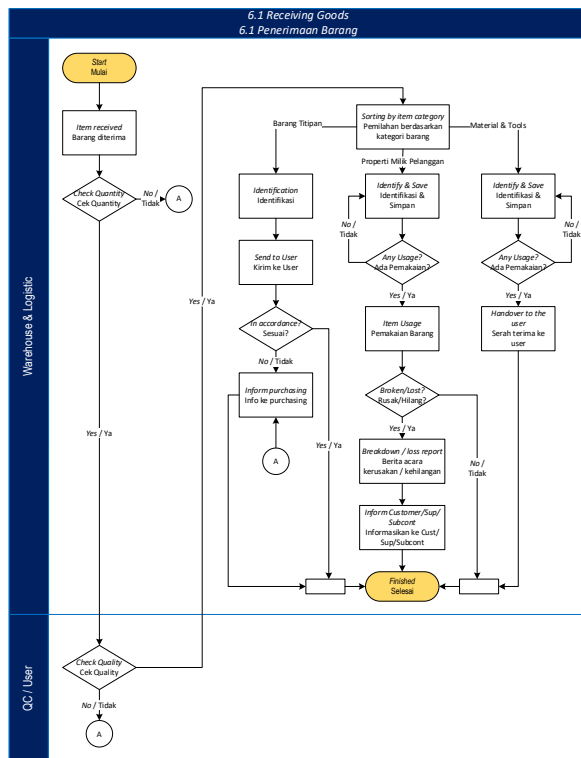 6.1 Receiving Goods
6.1 Penerimaan Barang
Warehouse & Logistic
Start
Mulai
Item received
Barang diterima
Check Quantity
Cek Quantity
No /
Tidak
A
Yes / Ya
Sorting by item category
Pemilahan berdasarkan
kategori barang
Barang Titipan
Properti Milik Pelanggan
Material & Tools
Identification
Identifikasi
Send to User
Kirim ke User
In accordance?
Sesuai?
No / Tidak
Inform purchasing
Info ke purchasing
A
Yes / Ya
Yes / Ya
Identify & Save
Identifikasi &
Simpan
No /
Tidak
Any Usage?
Ada Pemakaian?
Yes / Ya
Item Usage
Pemakaian Barang
Broken/Lost?
Rusak/Hilang?
Yes / Ya
Breakdown / loss report
Berita acara
kerusakan / kehilangan
No /
Tidak
Inform Customer/Sup/
Subcont
Informasikan ke Cust/
Sup/Subcont
Identify & Save
Identifikasi &
Simpan
No /
Tidak
Any Usage?
Ada Pemakaian?
Yes / Ya
Handover to the
user
Serah terima ke
user
Finished
Selesai
QC / User
Check Quality
Cek Quality
No / Tidak
A